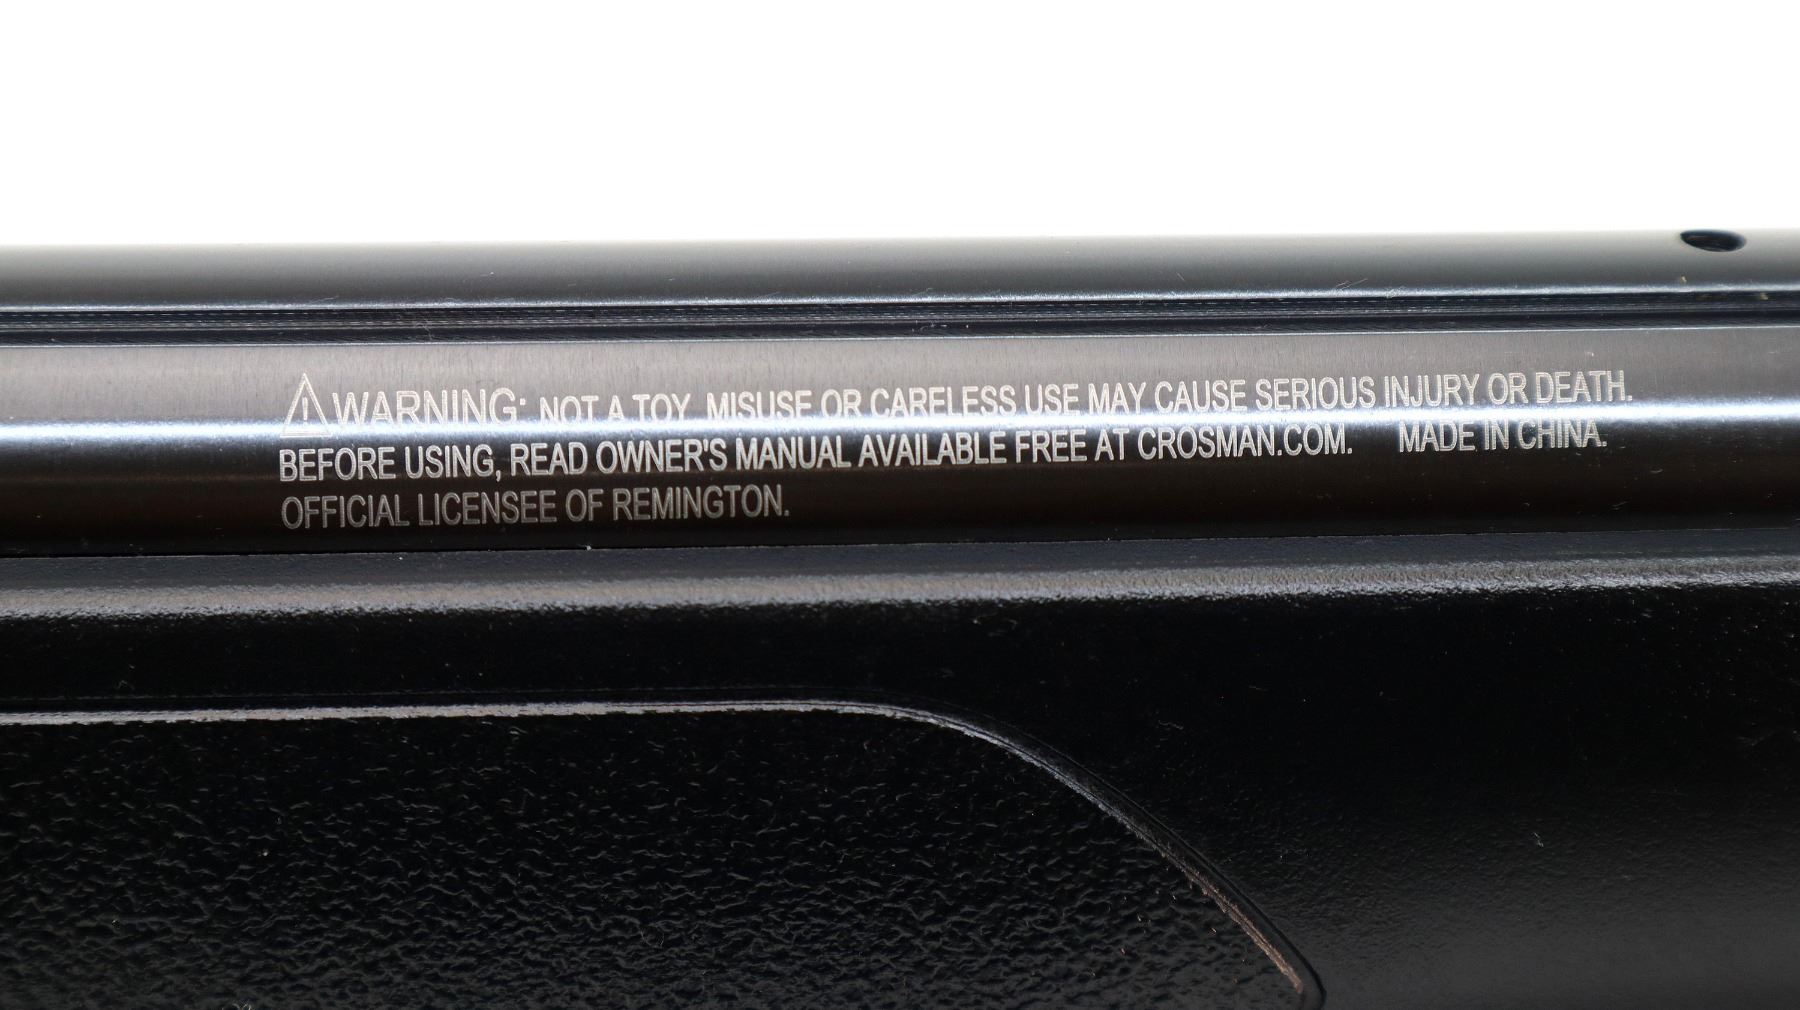 WARNING: NOT A TOY. MISUSE OR CARELESS USE MAY CAUSE SERIOUS INJURY OR DEATH.
BEFORE USING, READ OWNER'S MANUAL AVAILABLE FREE AT CROSMAN.COM. MADE IN CHINA.
OFFICIAL LICENSEE OF REMINGTON.